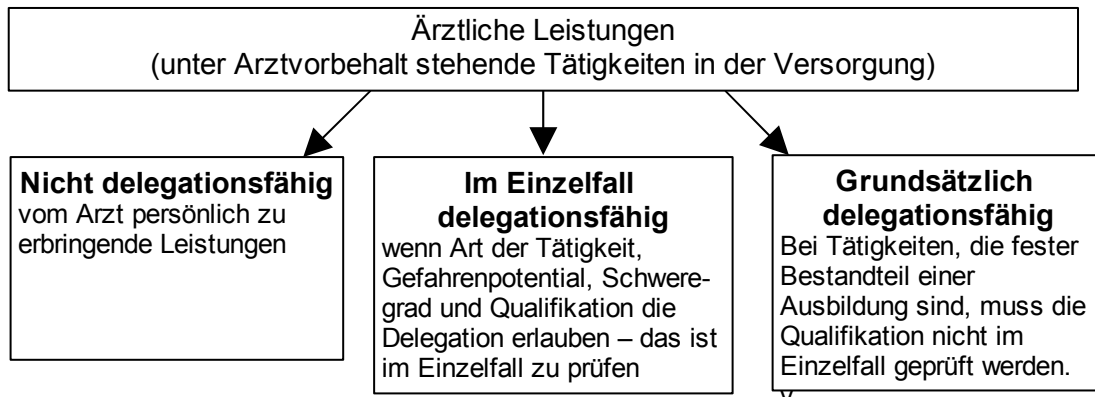 Ärztliche Leistungen
(unter Arztvorbehalt stehende Tätigkeiten in der Versorgung)
Nicht delegationsfähig
vom Arzt persönlich zu
erbringende Leistungen
Im Einzelfall
delegationsfähig
wenn Art der Tätigkeit,
Gefahrenpotential, Schwere-
grad und Qualifikation die
Delegation erlauben – das ist
im Einzelfall zu prüfen
Grundsätzlich
delegationsfähig
Bei Tätigkeiten, die fester
Bestandteil einer
Ausbildung sind, muss die
Qualifikation nicht im
Einzelfall geprüft werden.